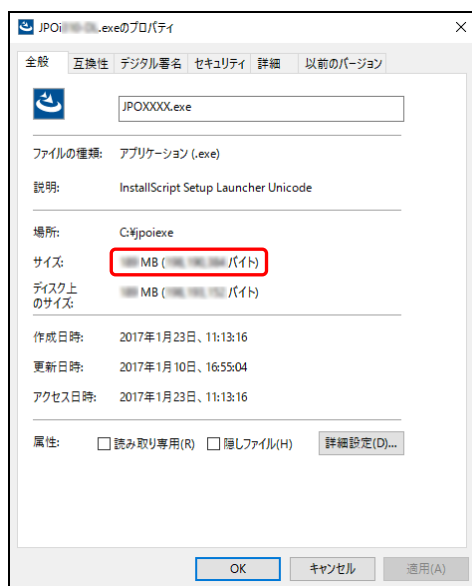 JPOi .exeのプロパティ
全般 互換性 デジタル署名 セキュリティ 詳細 以前のバージョン
JPOXXXX.exe
ファイルの種類: アプリケーション (.exe)
説明: InstallScript Setup Launcher Unicode
場所: C:¥jpoiexe
サイズ: MB ( バイト)
ディスク上
のサイズ: MB ( バイト)
作成日時: 2017年1月23日、11:13:16
更新日時: 2017年1月10日、16:55:04
アクセス日時: 2017年1月23日、11:13:16
属性: 読み取り専用(R) 隠しファイル(H) 詳細設定(D)...
OK キャンセル 適用(A)